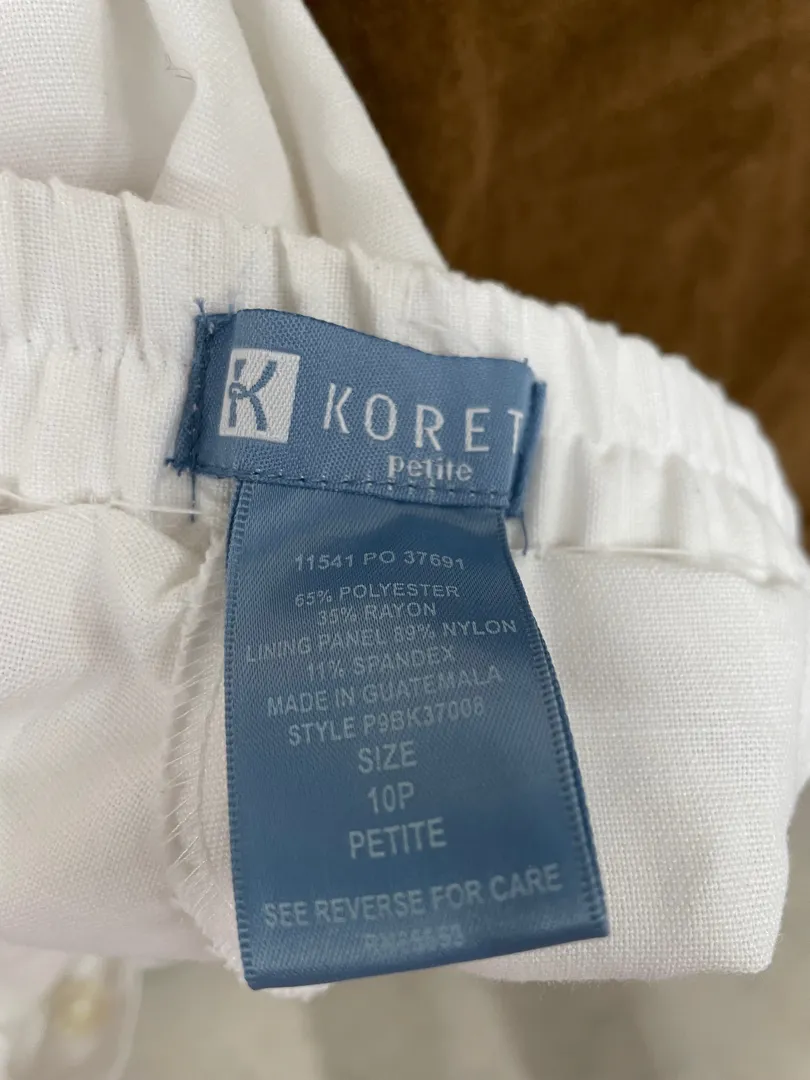 K KORET
petite
11541 PO 37691
65% POLYESTER
35% RAYON
LINING PANEL 89% NYLON
11% SPANDEX
MADE IN GUATEMALA
STYLE P9BK37008
SIZE
10P
PETITE
SEE REVERSE FOR CARE